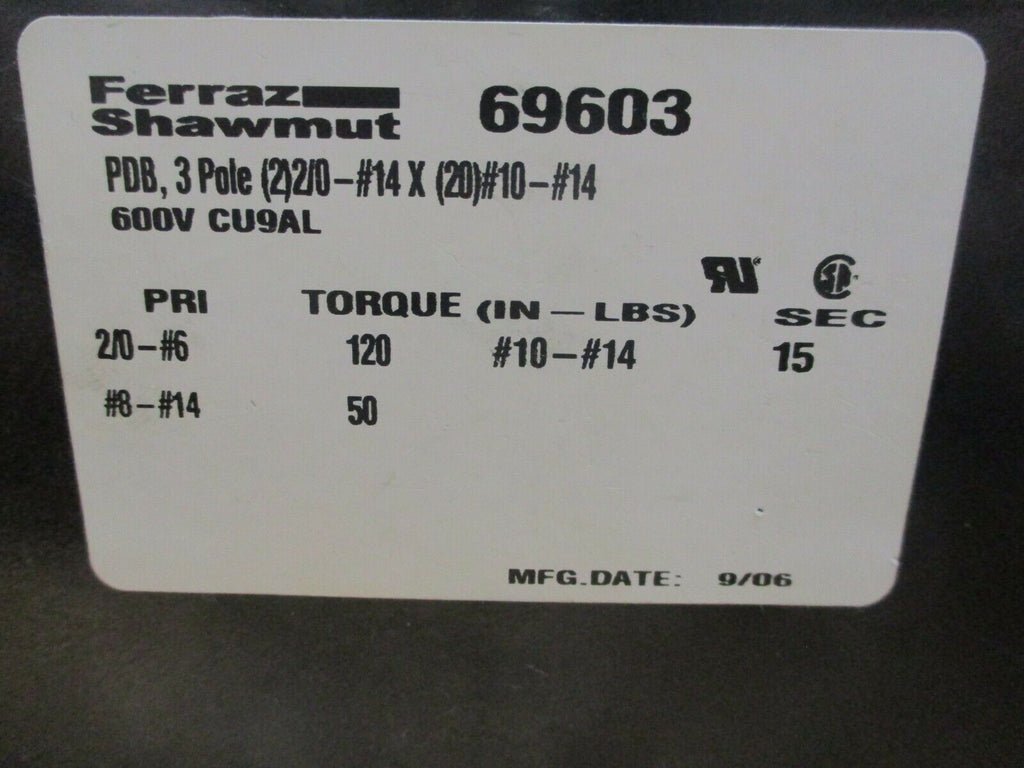 Ferraz
Shawmut
69603
PDB, 3 Pole (2)2/0-#14 X (20)#10-#14
600V CU9AL
PRI TORQUE (IN-LBS) SEC
2/0-#6 120 #10-#14 15
#8-#14 50
MFG.DATE: 9/06